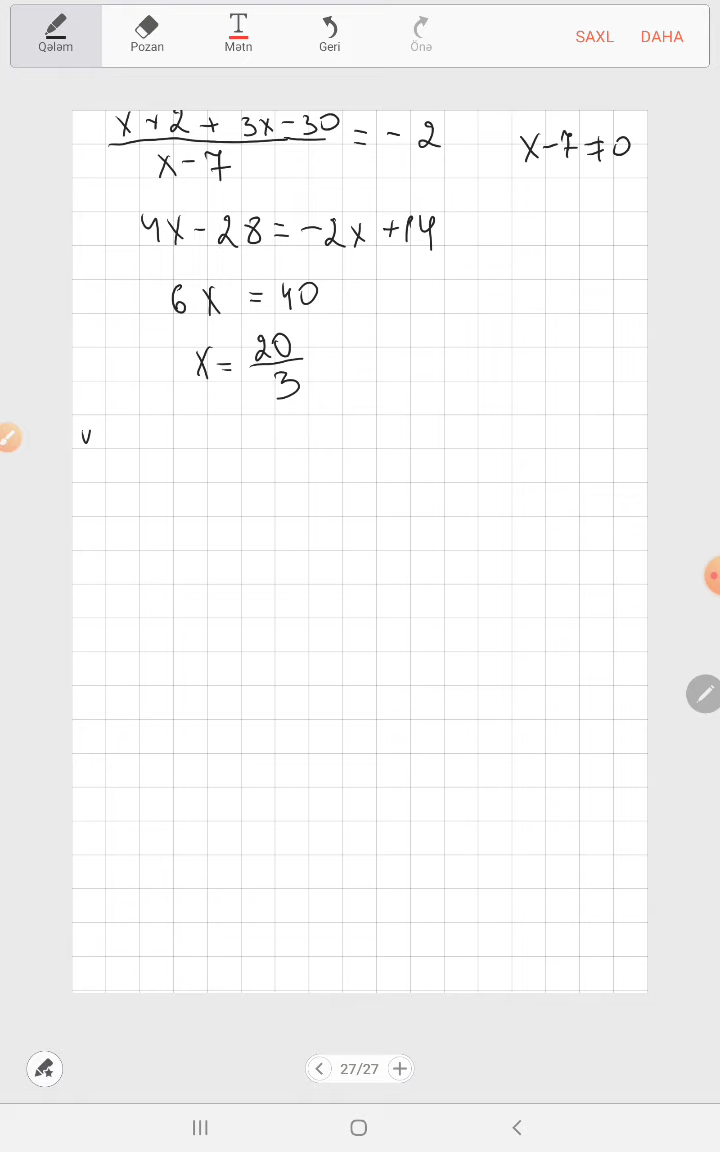 Qələm Pozan Mətn Geri Önə SAXL DAHA
x + 2 + 3x - 30 / x - 7 = - 2 x - 7 ≠ 0
4x - 28 = -2x + 14
6x = 40
x = 20/3
27/27